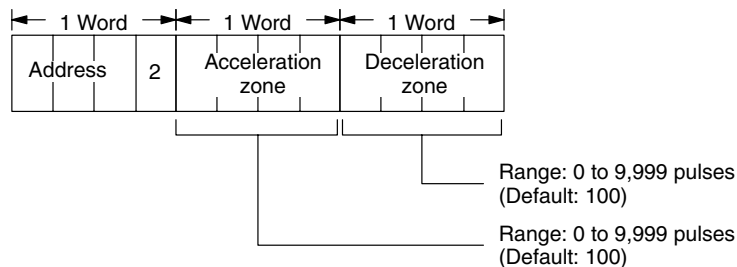 1 Word 1 Word 1 Word
Address 2 Acceleration zone Deceleration zone
Range: 0 to 9,999 pulses
(Default: 100)
Range: 0 to 9,999 pulses
(Default: 100)